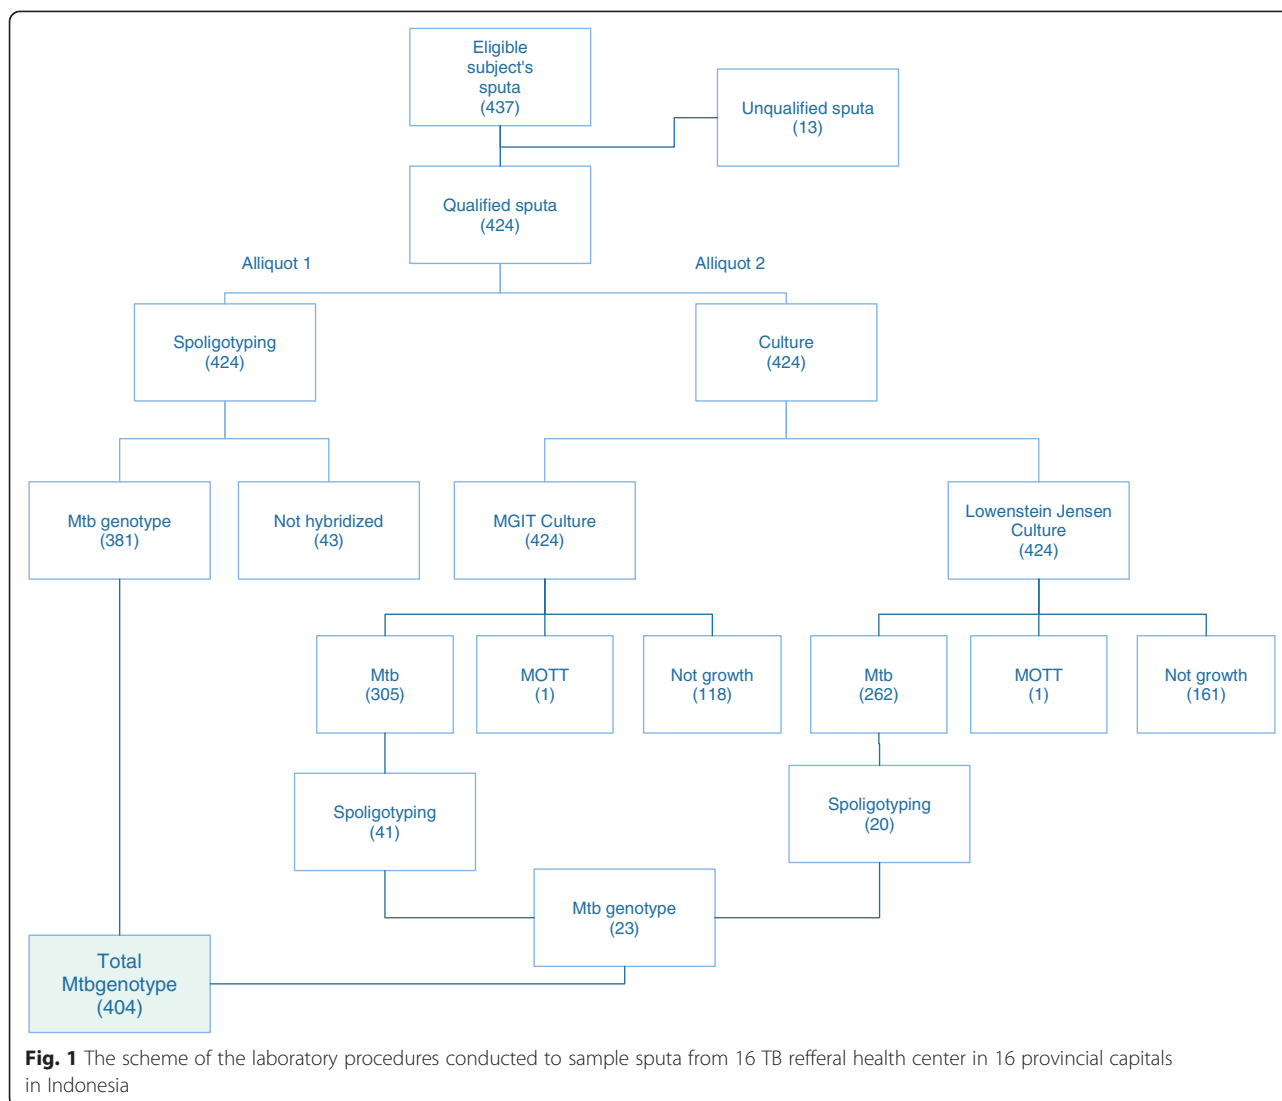 Eligible
subject's
sputa
(437)
Unqualified sputa
(13)
Qualified sputa
(424)
Alliquot 1
Alliquot 2
Spoligotyping
(424)
Culture
(424)
Mtb genotype
(381)
Not hybridized
(43)
MGIT Culture
(424)
Lowenstein Jensen
Culture
(424)
Mtb
(305)
MOTT
(1)
Not growth
(118)
Mtb
(262)
MOTT
(1)
Not growth
(161)
Spoligotyping
(41)
Spoligotyping
(20)
Mtb genotype
(23)
Total
Mtbgenotype
(404)
Fig. 1 The scheme of the laboratory procedures conducted to sample sputa from 16 TB refferal health center in 16 provincial capitals
in Indonesia